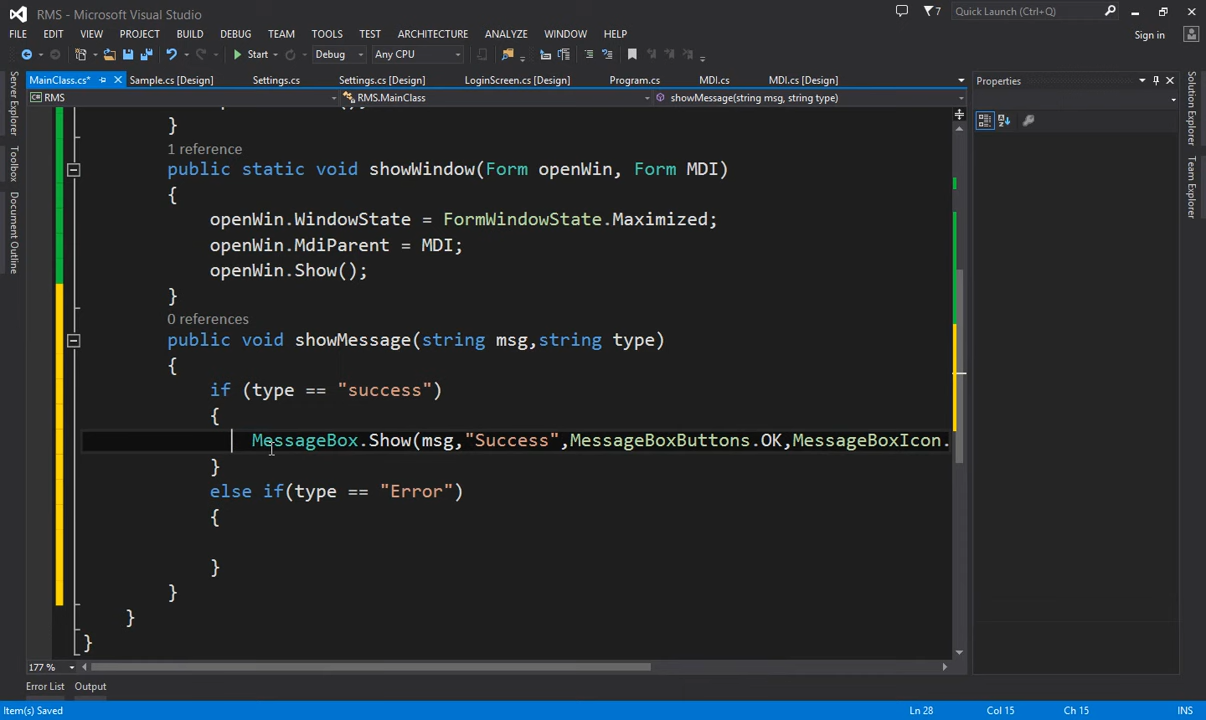 RMS - Microsoft Visual Studio
7
Quick Launch (Ctrl+Q)
FILE EDIT VIEW PROJECT BUILD DEBUG TEAM TOOLS TEST ARCHITECTURE ANALYZE WINDOW HELP
Sign in
Start Debug Any CPU
MainClass.cs* Sample.cs [Design] Settings.cs Settings.cs [Design] LoginScreen.cs [Design] Program.cs MDI.cs MDI.cs [Design]
Properties
RMS RMS.MainClass showMessage(string msg, string type)
Server Explorer
Toolbox
Document Outline
Solution Explorer
Team Explorer
}
1 reference
public static void showWindow(Form openWin, Form MDI)
{
openWin.WindowState = FormWindowState.Maximized;
openWin.MdiParent = MDI;
openWin.Show();
}
0 references
public void showMessage(string msg,string type)
{
if (type == "success")
{
MessageBox.Show(msg,"Success",MessageBoxButtons.OK,MessageBoxIcon.
}
else if(type == "Error")
{
}
}
}
}
177 %
Error List Output
Item(s) Saved Ln 28 Col 15 Ch 15 INS